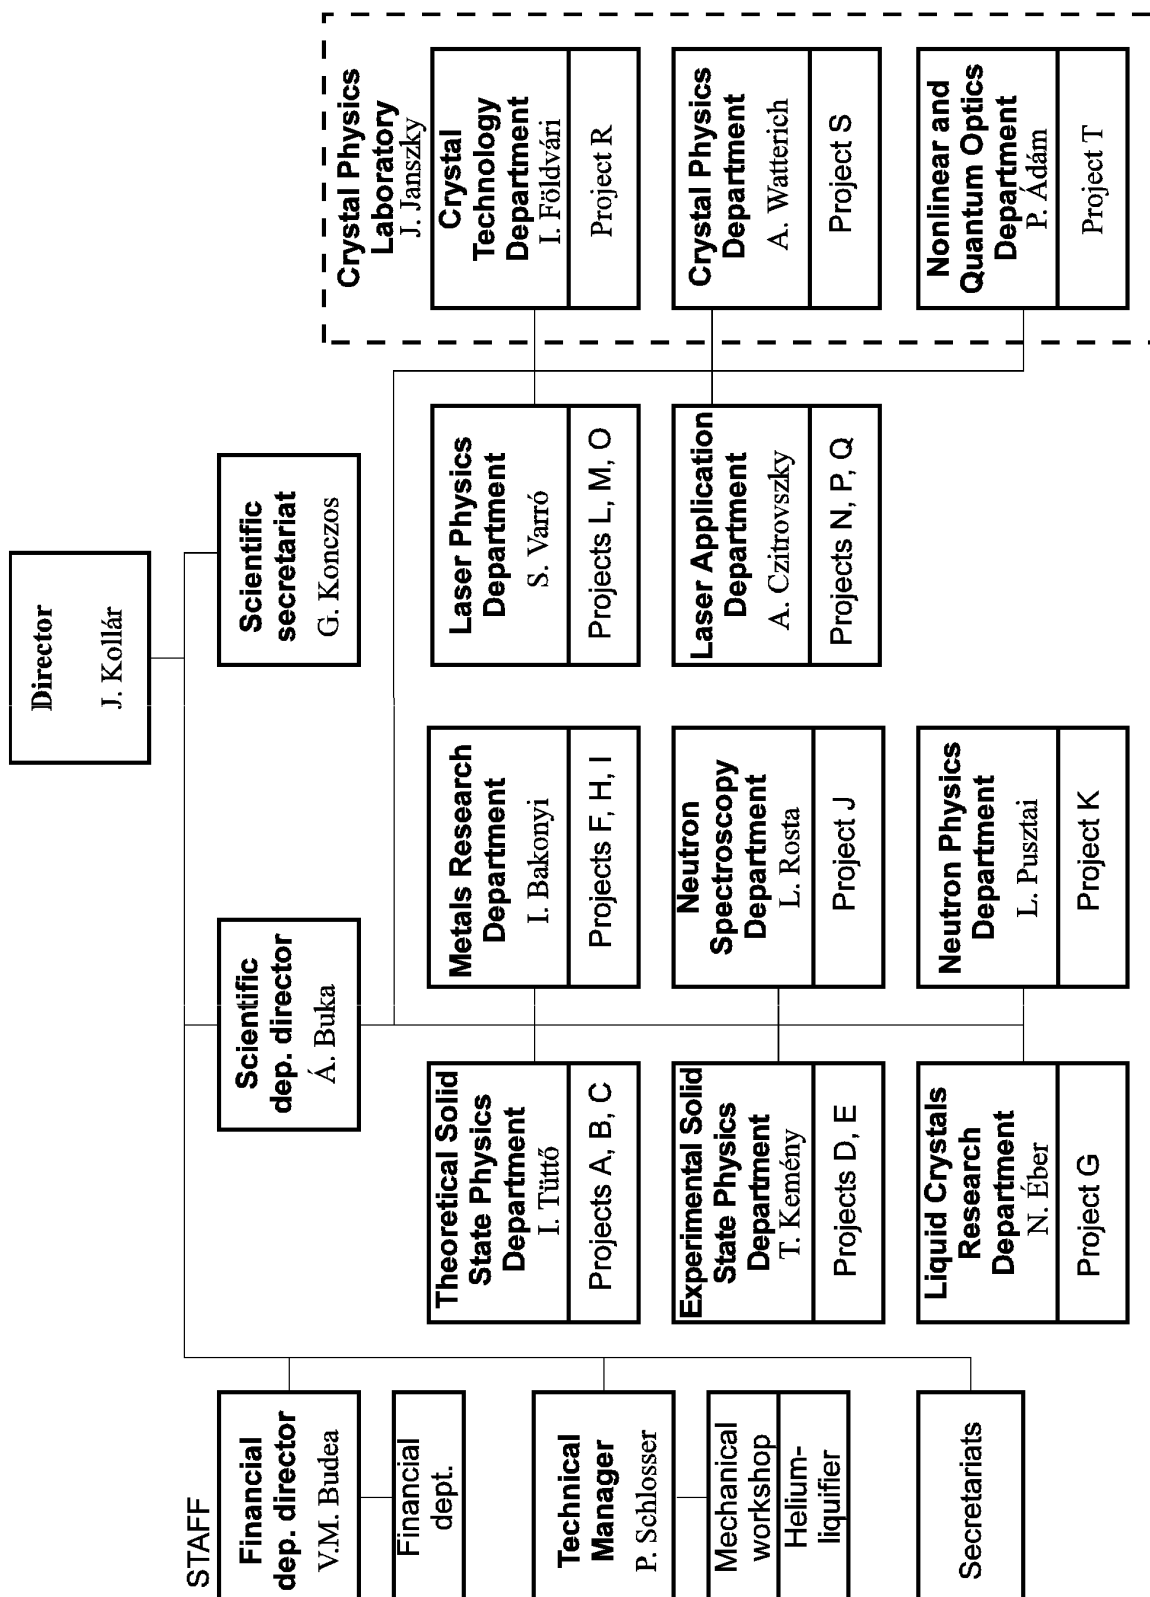 Director
J. Kollár
STAFF
Financial
dep. director
V.M. Budea
Scientific
dep. director
Á. Buka
Scientific
secretariat
G. Konczos
Crystal Physics
Laboratory
J. Janszky
Financial
dept.
Theoretical Solid
State Physics
Department
I. Tüttő
Projects A, B, C
Metals Research
Department
I. Bakonyi
Projects F, H, I
Laser Physics
Department
S. Varró
Projects L, M, O
Crystal
Technology
Department
I. Földvári
Project R
Technical
Manager
P. Schlosser
Mechanical
workshop
Helium-
liquifier
Experimental Solid
State Physics
Department
T. Kemény
Projects D, E
Neutron
Spectroscopy
Department
L. Rosta
Project J
Laser Application
Department
A. Czitrovszky
Projects N, P, Q
Crystal Physics
Department
A. Watterich
Project S
Secretariats
Liquid Crystals
Research
Department
N. Éber
Project G
Neutron Physics
Department
L. Pusztai
Project K
Nonlinear and
Quantum Optics
Department
P. Ádám
Project T